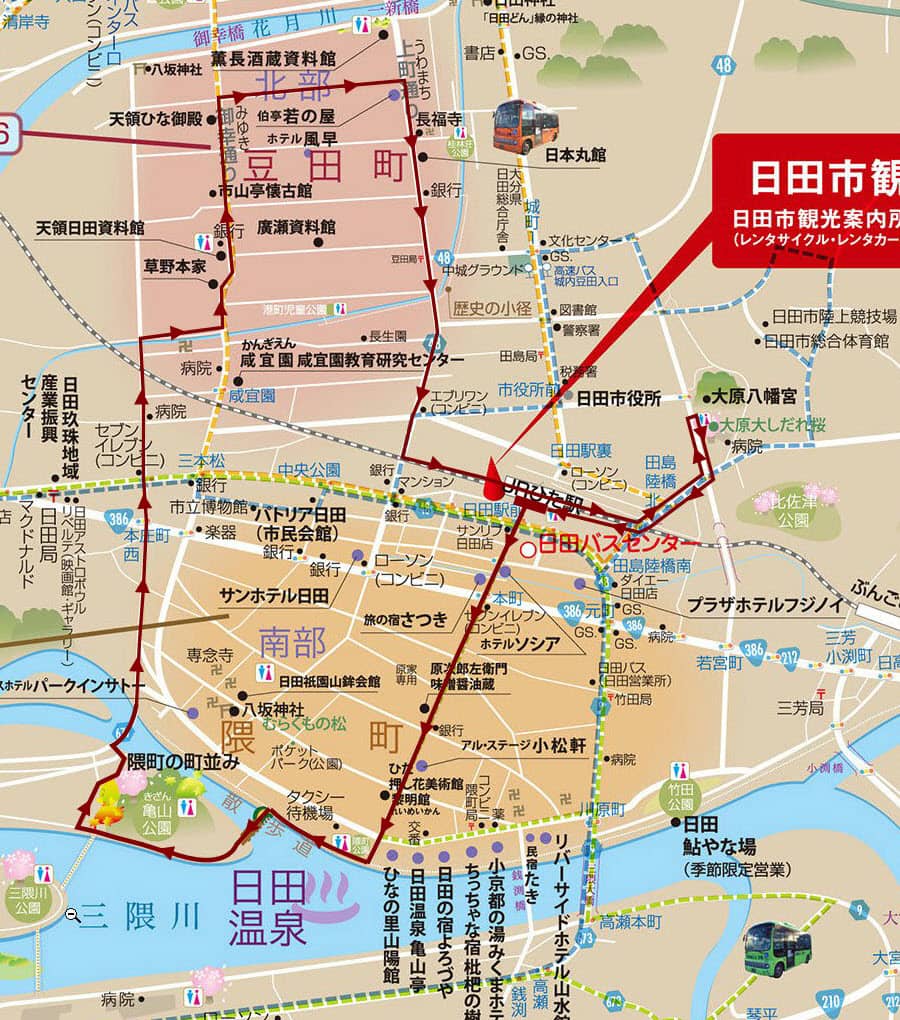 清岸寺
インターロ
ン(コンビニ)
御幸橋
花月川
一新橋
日田神社
「日田どん」縁の神社
書店
GS.
48
八坂神社
薫長酒蔵資料館
北部
上町通り
うわまち
天領ひな御殿
御幸通り
みゆき
伯亭 若の屋
ホテル 風早
長福寺
桂林荘公園
日本丸館
豆田町
6
日田市観
日田市観光案内所
(レンタサイクル・レンタカー
市山亭懐古館
銀行
大分県
日田総合庁舎
城町
天領日田資料館
銀行
廣瀬資料館
文化センター
GS.
豆田局
48
中城グラウンド
高速バス
城内豆田入口
草野本家
歴史の小径
港町児童公園
図書館
警察署
日田市陸上競技場
日田市総合体育館
長生園
かんぎえん
咸宜園 咸宜園教育研究センター
病院
田島局
税務署
市役所前
咸宜園
日田市役所
大原八幡宮
エブリワン
(コンビニ)
大原大しだれ桜
病院
日田玖珠地域
産業振興
センター
病院
セブン
イレブン
(コンビニ)
三本松
中央公園
銀行
マンション
日田駅裏
ローソン
(コンビニ)
田島
陸橋
北
JRひた駅
銀行
市立博物館
パトリア日田
(市民会館)
銀行
日田駅前
比佐津
公園
店
マクドナルド
日田局
日田アストロボウル
リベルテ(映画館・ギャラリー)
386
本庄町
西
楽器
銀行
銀行
ローソン
(コンビニ)
サンリブ
日田店
日田バスセンター
田島陸橋南
ダイエー
日田店
サンホテル日田
本町
旅の宿 さつき
セブンイレブン
(コンビニ)
386
元町
GS.
GS.
GS.
386
プラザホテルフジノイ
ホテル ソシア
病院
若宮町
386
212
三芳
小渕町
日高
ぶんご
南部
専念寺
原家
専用
原次郎左衛門
味噌醤油蔵
日田祇園山鉾会館
日田バス
(日田営業所)
竹田局
三芳局
スホテルパークインサトー
八坂神社
むらくもの松
銀行
隈町
ポケット
パーク(公園)
アル・ステージ 小松軒
病院
小渕橋
隈町の町並み
きざん
亀山
公園
タクシー
待機場
散歩道
ひた
押し花美術館
黎明館
れいめいかん
コンビニ
隈町局
薬
交番
川原町
竹田
公園
日田
鮎やな場
(季節限定営業)
三隈川
公園
三隈川
日田
温泉
ひなの里山陽館
日田温泉 亀山亭
日田の宿よろづや
ちっちゃな宿枇杷の樹
小京都の湯みくまホテ
民宿たき
銭渕橋
リバーサイドホテル山水館
高瀬本町
9
73
大宮
病院
ローソン(コンビニ)
銭渕
高瀬
673
琴平
210
212